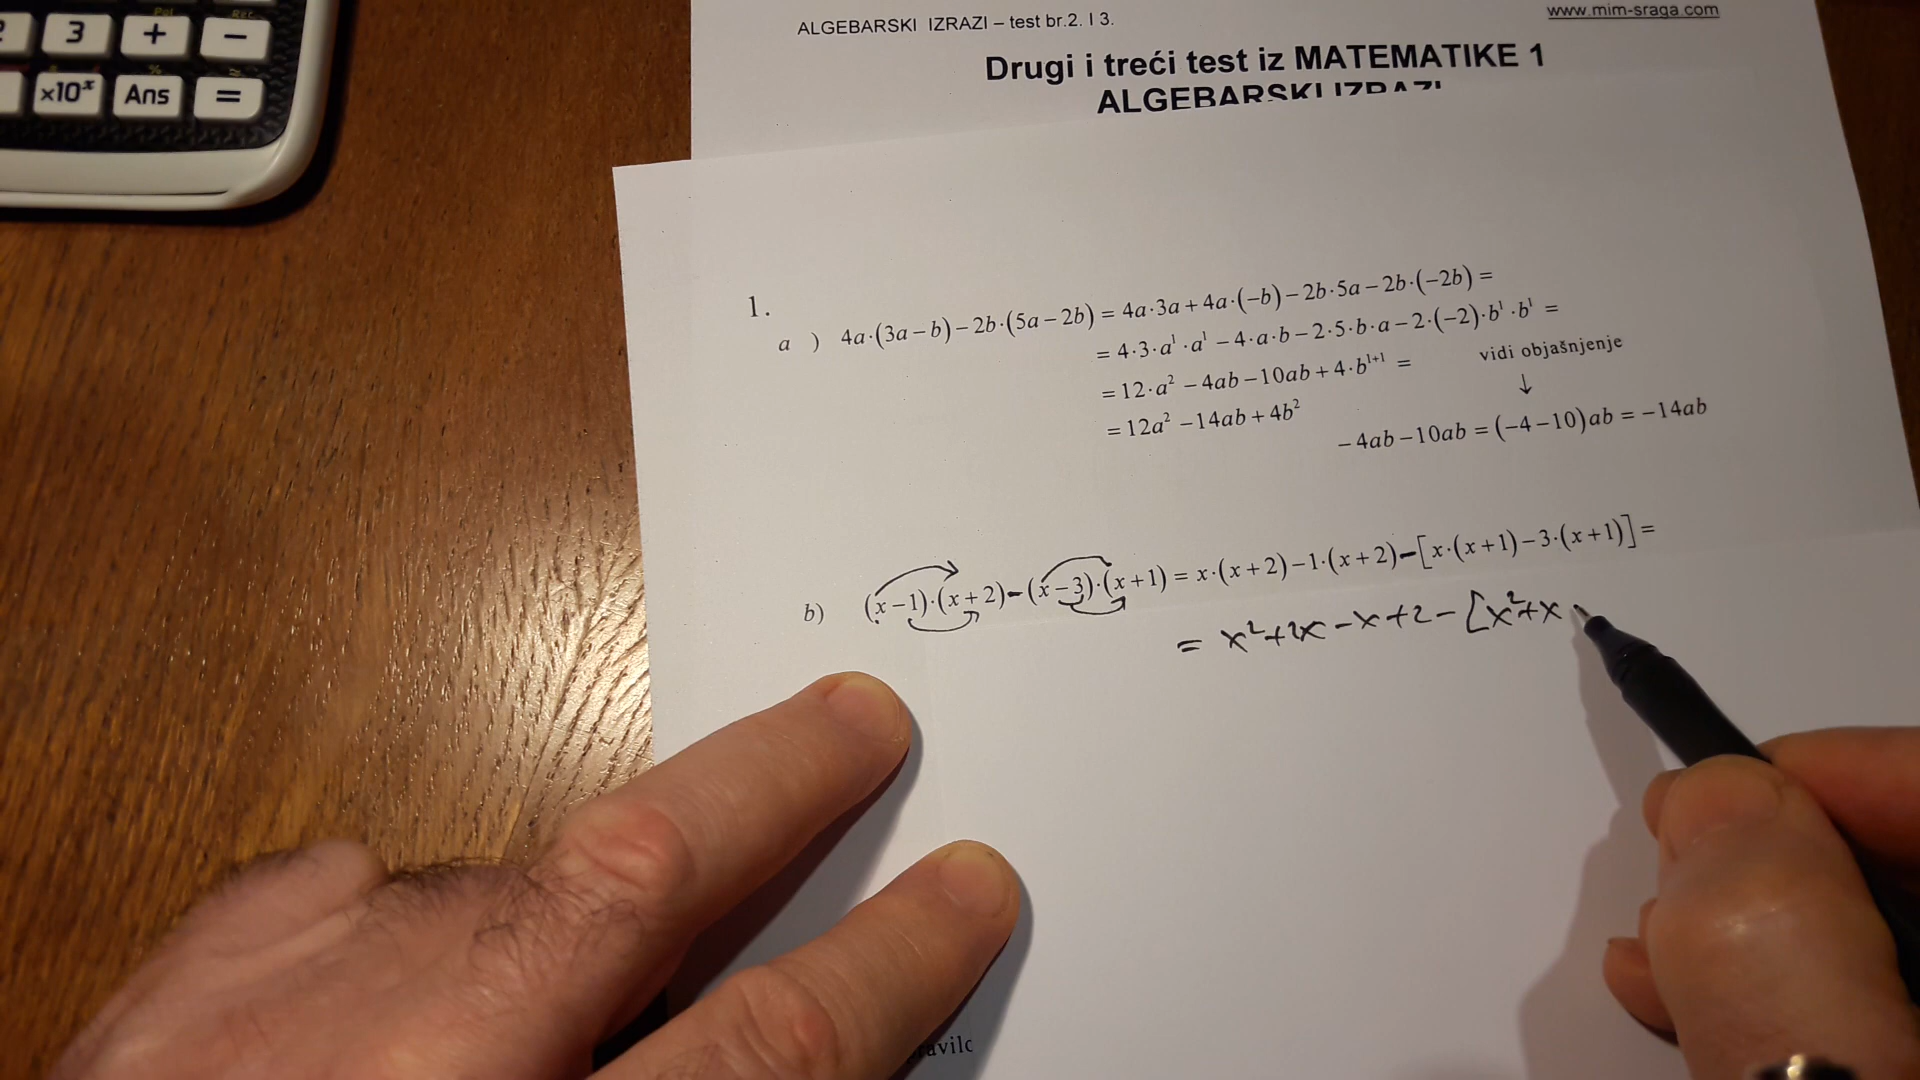 3 + −
×10ˣ Ans =
ALGEBARSKI IZRAZI – test br.2. I 3.
www.mim-sraga.com
Drugi i treći test iz MATEMATIKE 1
ALGEBARSKI IZRAZI
1.
a ) 4a·(3a−b)−2b·(5a−2b) = 4a·3a+4a·(−b)−2b·5a−2b·(−2b) =
= 4·3·a¹·a¹ −4·a·b−2·5·b·a−2·(−2)·b¹·b¹ =
= 12·a² −4ab−10ab+4·b¹⁺¹ =
vidi objašnjenje
↓
= 12a² −14ab+4b²
−4ab−10ab = (−4−10)ab = −14ab
b) (x−1)·(x+2)−(x−3)·(x+1) = x·(x+2)−1·(x+2)−[x·(x+1)−3·(x+1)] =
= x²+2x−x+2−[x²+x